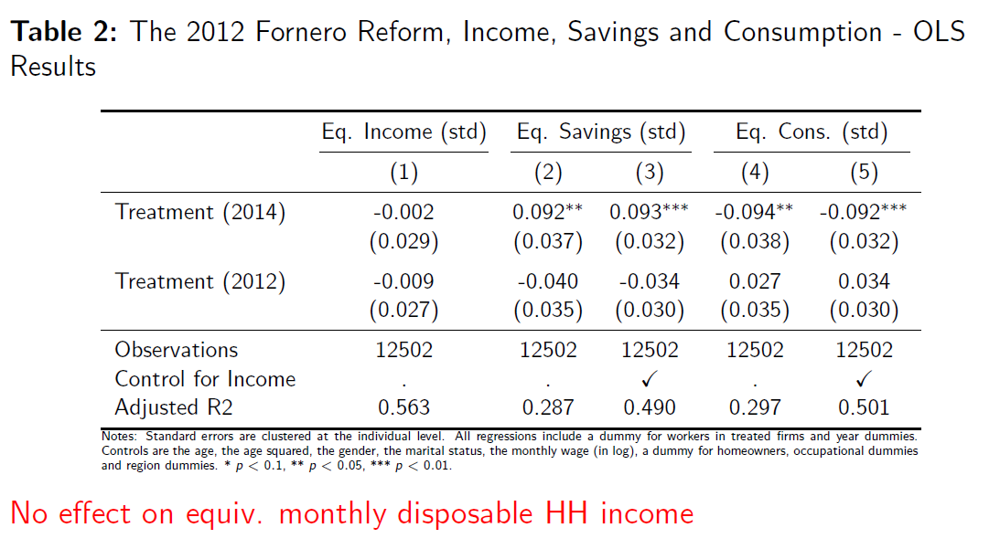 Table 2: The 2012 Fornero Reform, Income, Savings and Consumption - OLS
Results
Eq. Income (std) Eq. Savings (std) Eq. Cons. (std)
(1) (2) (3) (4) (5)
Treatment (2014) -0.002 0.092** 0.093*** -0.094** -0.092***
(0.029) (0.037) (0.032) (0.038) (0.032)
Treatment (2012) -0.009 -0.040 -0.034 0.027 0.034
(0.027) (0.035) (0.030) (0.035) (0.030)
Observations 12502 12502 12502 12502 12502
Control for Income . . ✓ . ✓
Adjusted R2 0.563 0.287 0.490 0.297 0.501
Notes: Standard errors are clustered at the individual level. All regressions include a dummy for workers in treated firms and year dummies.
Controls are the age, the age squared, the gender, the marital status, the monthly wage (in log), a dummy for homeowners, occupational dummies
and region dummies. * p < 0.1, ** p < 0.05, *** p < 0.01.
No effect on equiv. monthly disposable HH income